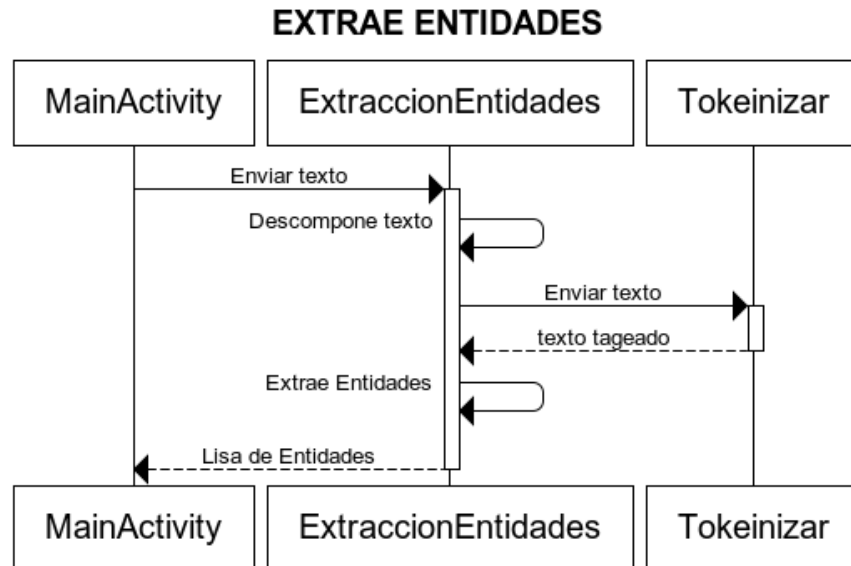 EXTRAE ENTIDADES
MainActivity
ExtraccionEntidades
Tokeinizar
Enviar texto
Descompone texto
Enviar texto
texto tageado
Extrae Entidades
Lisa de Entidades
MainActivity
ExtraccionEntidades
Tokeinizar